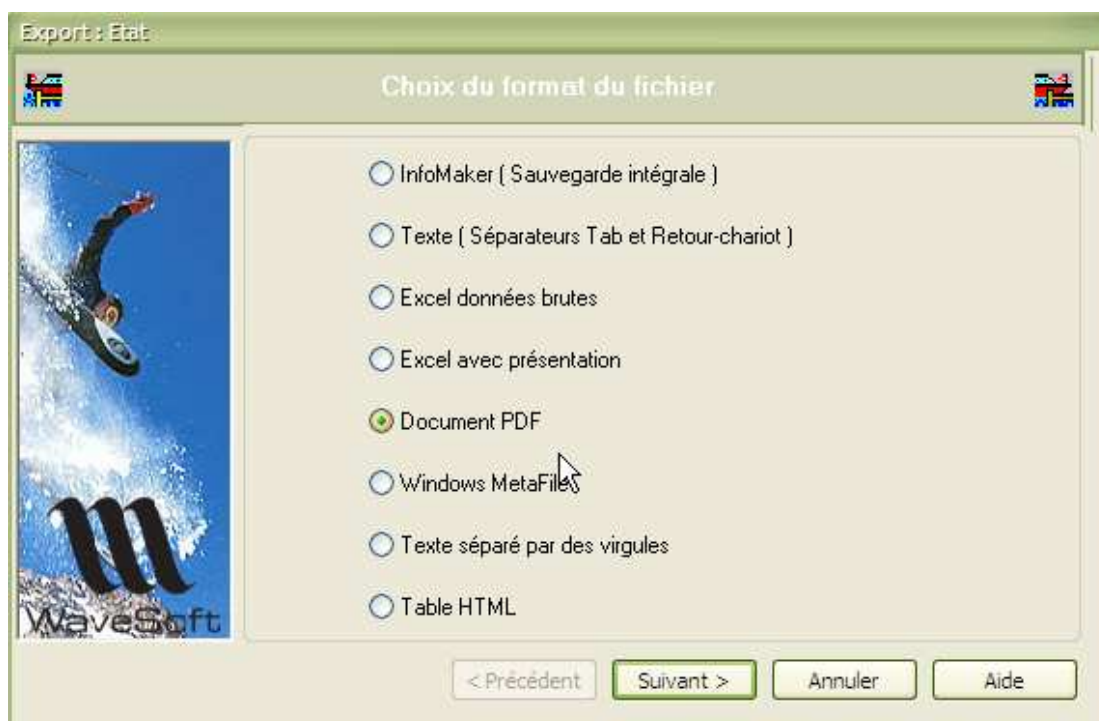 Export : Etat
Choix du format du fichier
InfoMaker ( Sauvegarde intégrale )
Texte ( Séparateurs Tab et Retour-chariot )
Excel données brutes
Excel avec présentation
Document PDF
Windows MetaFile
Texte séparé par des virgules
Table HTML
WaveSoft
< Précédent Suivant > Annuler Aide